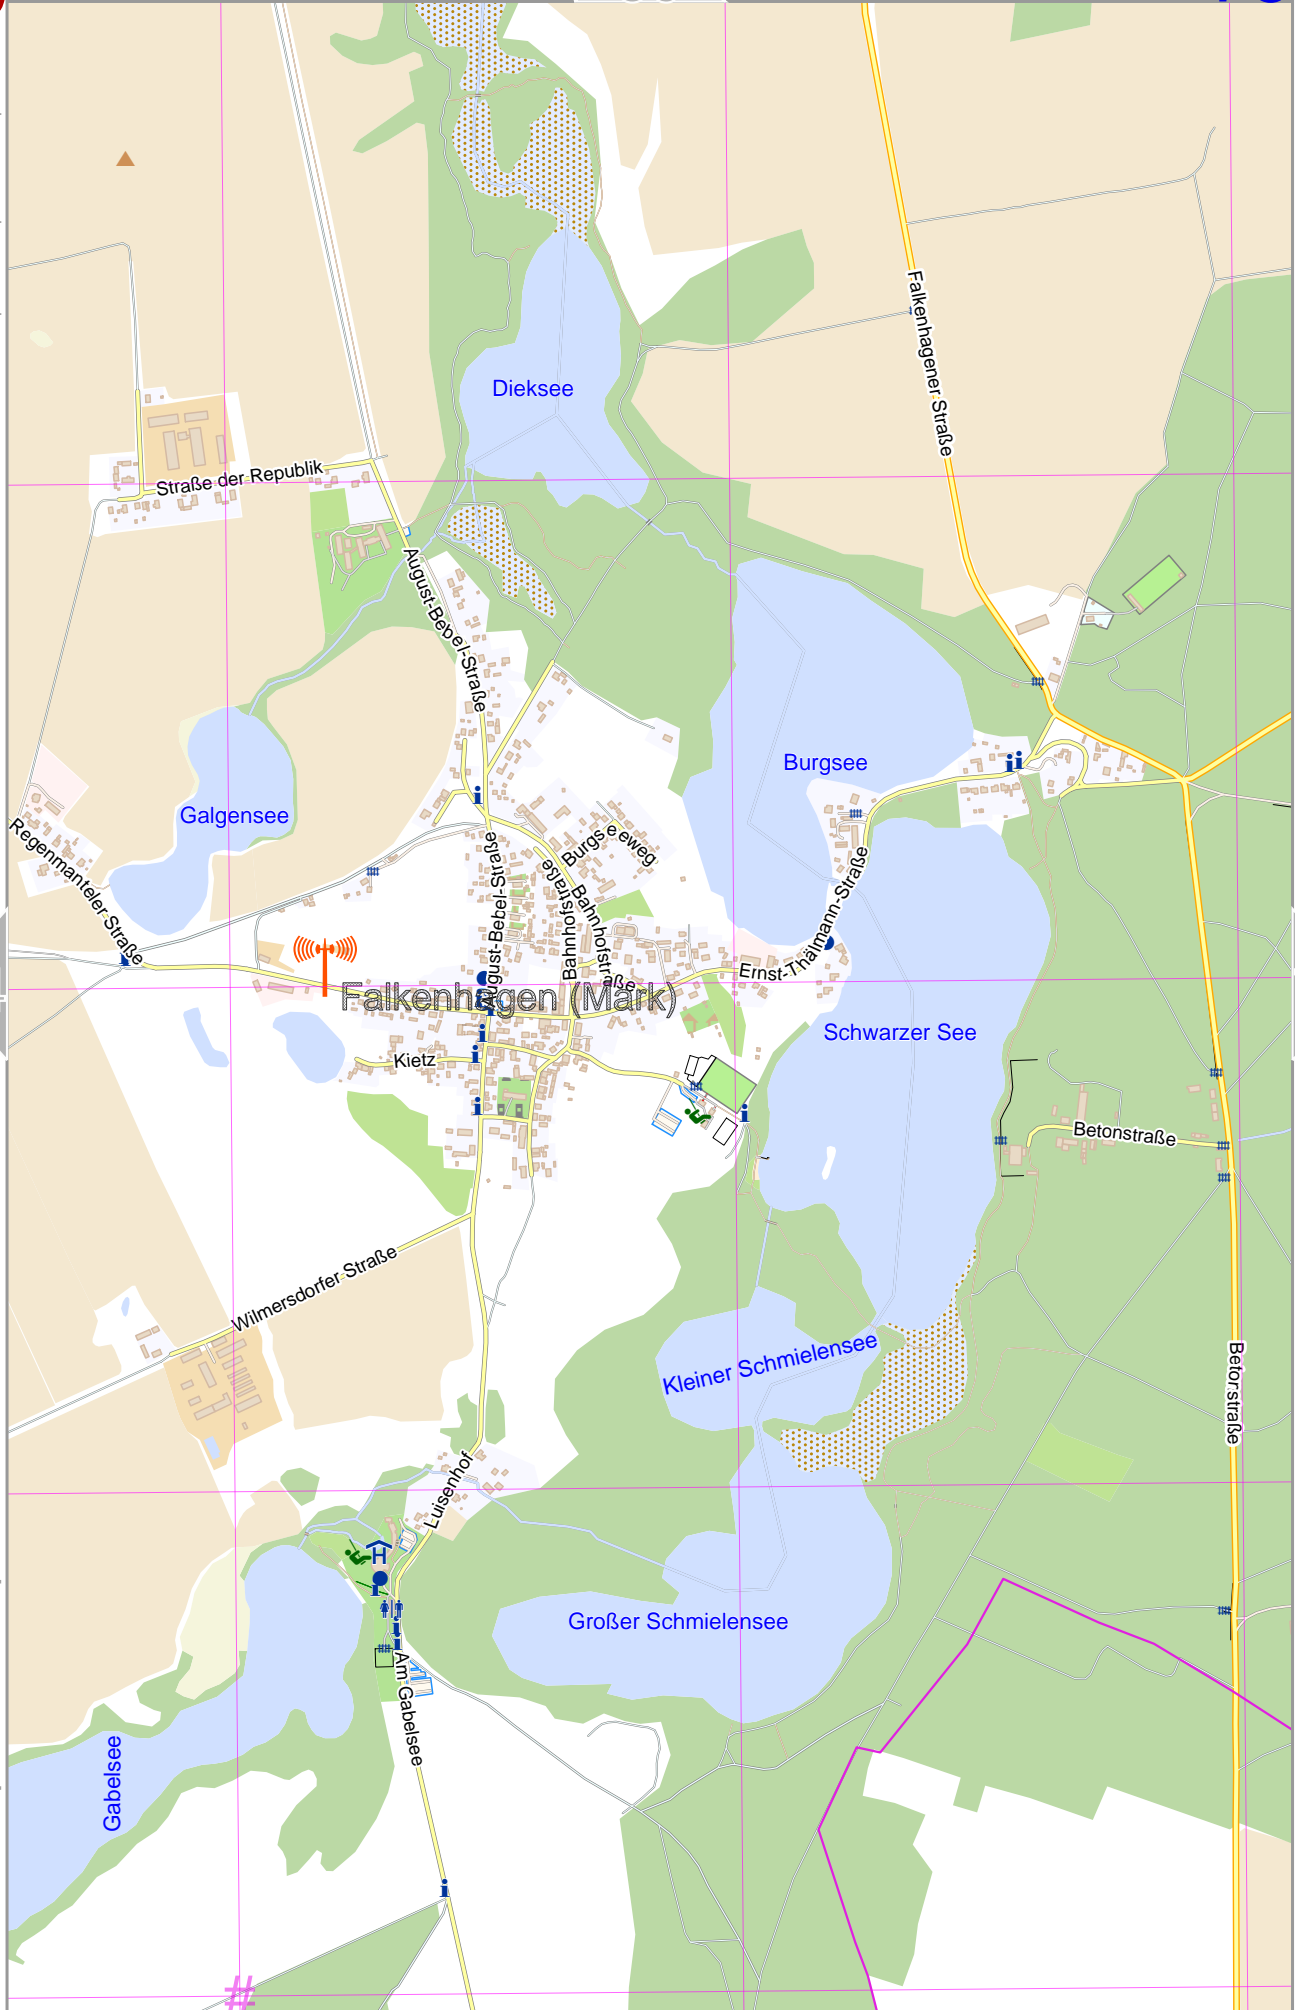 Falkenhagener Straße
Dieksee
Straße der Republik
August-Bebel-Straße
Burgsee
Galgensee
Regenmanteler Straße
Burgseeweg
August-Bebel-Straße
Bahnhofstraße
Bahnhofstraße
Ernst-Thälmann-Straße
Falkenhagen (Mark)
Schwarzer See
Kietz
Betonstraße
Wilmersdorfer Straße
Kleiner Schmielensee
Betonstraße
Luisenhof
H
Großer Schmielensee
Am Gabelsee
Gabelsee
#